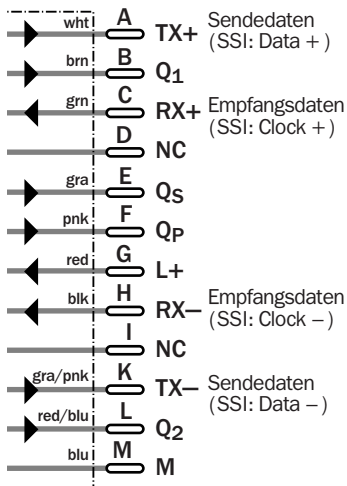 A
wht TX+ Sendedaten
(SSI: Data +)
B
brn Q1
C
grn RX+ Empfangsdaten
(SSI: Clock +)
D
NC
E
gra QS
F
pnk QP
G
red L+
H
blk RX– Empfangsdaten
(SSI: Clock –)
I
NC
K
gra/pnk TX– Sendedaten
(SSI: Data –)
L
red/blu Q2
M
blu M